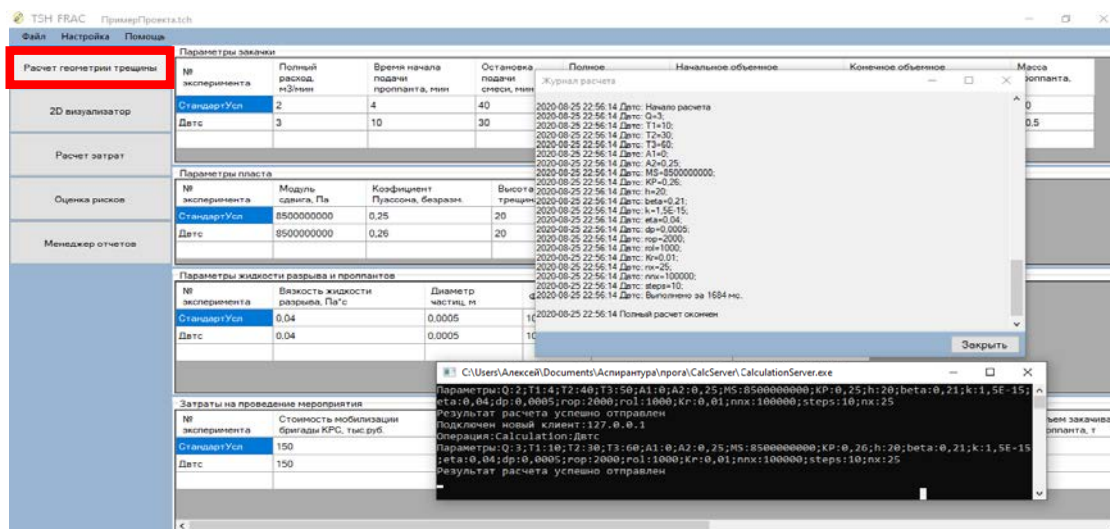 TSH FRAC ПримерПроекта.tch
Файл Настройка Помощь
Расчет геометрии трещины
2D визуализатор
Расчет затрат
Оценка рисков
Менеджер отчетов
Параметры закачки
№ эксперимента Полный расход, м3/мин Время начала подачи пропланта, мин Остановка подачи смеси, мин Полное Начальное объемное Конечное объемное Масса
СтандартУсл 2 4 40
Двтс 3 10 30 0,5
Параметры пласта
№ эксперимента Модуль сдвига, Па Коэфициент Пуассона, безразм. Высота
СтандартУсл 8500000000 0,25 20
Двтс 8500000000 0,26 20
Параметры жидкости разрыва и проппантов
№ эксперимента Вязкость жидкости разрыва, Па*с Диаметр частиц, м
СтандартУсл 0,04 0,0005
Двтс 0,04 0,0005
Затраты на проведение мероприятия
№ эксперимента Стоимость мобилизации бригады КРС, тыс.руб.
СтандартУсл 150
Двтс 150
Журнал расчета
2020-08-25 22:56:14 Двтс: Начало расчета
2020-08-25 22:56:14 Двтс: Q=3;
2020-08-25 22:56:14 Двтс: T1=10;
2020-08-25 22:56:14 Двтс: T2=30;
2020-08-25 22:56:14 Двтс: T3=60;
2020-08-25 22:56:14 Двтс: A1=0;
2020-08-25 22:56:14 Двтс: A2=0,25;
2020-08-25 22:56:14 Двтс: MS=8500000000;
2020-08-25 22:56:14 Двтс: KP=0,26;
2020-08-25 22:56:14 Двтс: h=20;
2020-08-25 22:56:14 Двтс: beta=0,21;
2020-08-25 22:56:14 Двтс: k=1,5E-15;
2020-08-25 22:56:14 Двтс: eta=0,04;
2020-08-25 22:56:14 Двтс: dp=0,0005;
2020-08-25 22:56:14 Двтс: rop=2000;
2020-08-25 22:56:14 Двтс: rol=1000;
2020-08-25 22:56:14 Двтс: Kr=0,01;
2020-08-25 22:56:14 Двтс: nx=25;
2020-08-25 22:56:14 Двтс: nnx=100000;
2020-08-25 22:56:14 Двтс: steps=10;
2020-08-25 22:56:14 Двтс: Выполнено за 1684 мс.
2020-08-25 22:56:14 Полный расчет окончен
Закрыть
C:\Users\Алексей\Documents\Аспирантура\прога\CalcServer\CalculationServer.exe
Параметры:Q:2;T1:4;T2:40;T3:50;A1:0;A2:0,25;MS:8500000000;KP:0,25;h:20;beta:0,21;k:1,5E-15;
eta:0,04;dp:0,0005;rop:2000;rol:1000;Kr:0,01;nnx:100000;steps:10;nx:25
Результат расчета успешно отправлен
Подключен новый клиент:127.0.0.1
Операция:Calculation:Двтс
Параметры:Q:3;T1:10;T2:30;T3:60;A1:0;A2:0,25;MS:8500000000;KP:0,26;h:20;beta:0,21;k:1,5E-15
;eta:0,04;dp:0,0005;rop:2000;rol:1000;Kr:0,01;nnx:100000;steps:10;nx:25
Результат расчета успешно отправлен